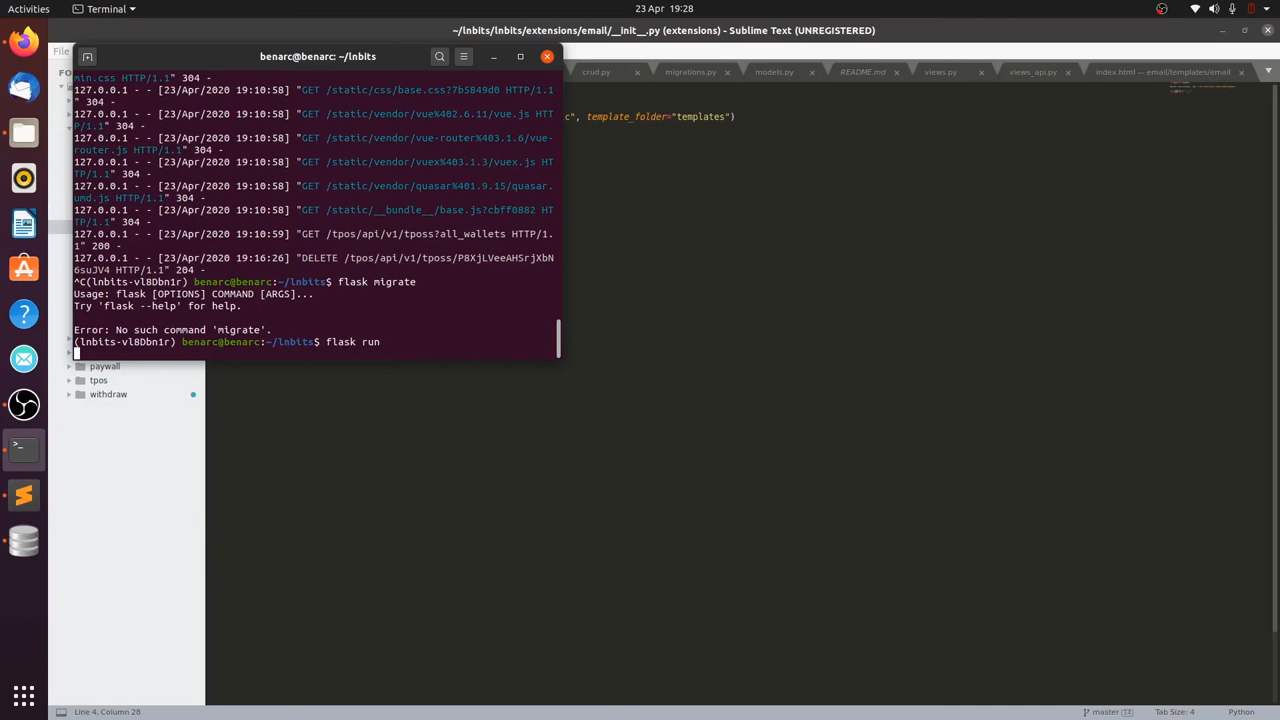 Activities
Terminal
23 Apr 19:28
~/lnbits/lnbits/extensions/email/__init__.py (extensions) - Sublime Text (UNREGISTERED)
File
benarc@benarc: ~/lnbits
FO
crud.py
migrations.py
models.py
README.md
views.py
views_api.py
index.html — email/templates/email
c", template_folder="templates")
min.css HTTP/1.1" 304 -
127.0.0.1 - - [23/Apr/2020 19:10:58] "GET /static/css/base.css?7b5849d0 HTTP/1.1
" 304 -
127.0.0.1 - - [23/Apr/2020 19:10:58] "GET /static/vendor/vue%402.6.11/vue.js HTT
P/1.1" 304 -
127.0.0.1 - - [23/Apr/2020 19:10:58] "GET /static/vendor/vue-router%403.1.6/vue-
router.js HTTP/1.1" 304 -
127.0.0.1 - - [23/Apr/2020 19:10:58] "GET /static/vendor/vuex%403.1.3/vuex.js HT
TP/1.1" 304 -
127.0.0.1 - - [23/Apr/2020 19:10:58] "GET /static/vendor/quasar%401.9.15/quasar.
umd.js HTTP/1.1" 304 -
127.0.0.1 - - [23/Apr/2020 19:10:58] "GET /static/__bundle__/base.js?cbff0882 HT
TP/1.1" 304 -
127.0.0.1 - - [23/Apr/2020 19:10:59] "GET /tpos/api/v1/tposs?all_wallets HTTP/1.
1" 200 -
127.0.0.1 - - [23/Apr/2020 19:16:26] "DELETE /tpos/api/v1/tposs/P8XjLVeeAHSrjXbN
6suJV4 HTTP/1.1" 204 -
^C(lnbits-vl8Dbn1r) benarc@benarc:~/lnbits$ flask migrate
Usage: flask [OPTIONS] COMMAND [ARGS]...
Try 'flask --help' for help.
Error: No such command 'migrate'.
(lnbits-vl8Dbn1r) benarc@benarc:~/lnbits$ flask run
paywall
tpos
withdraw
Line 4, Column 28
master
Tab Size: 4
Python